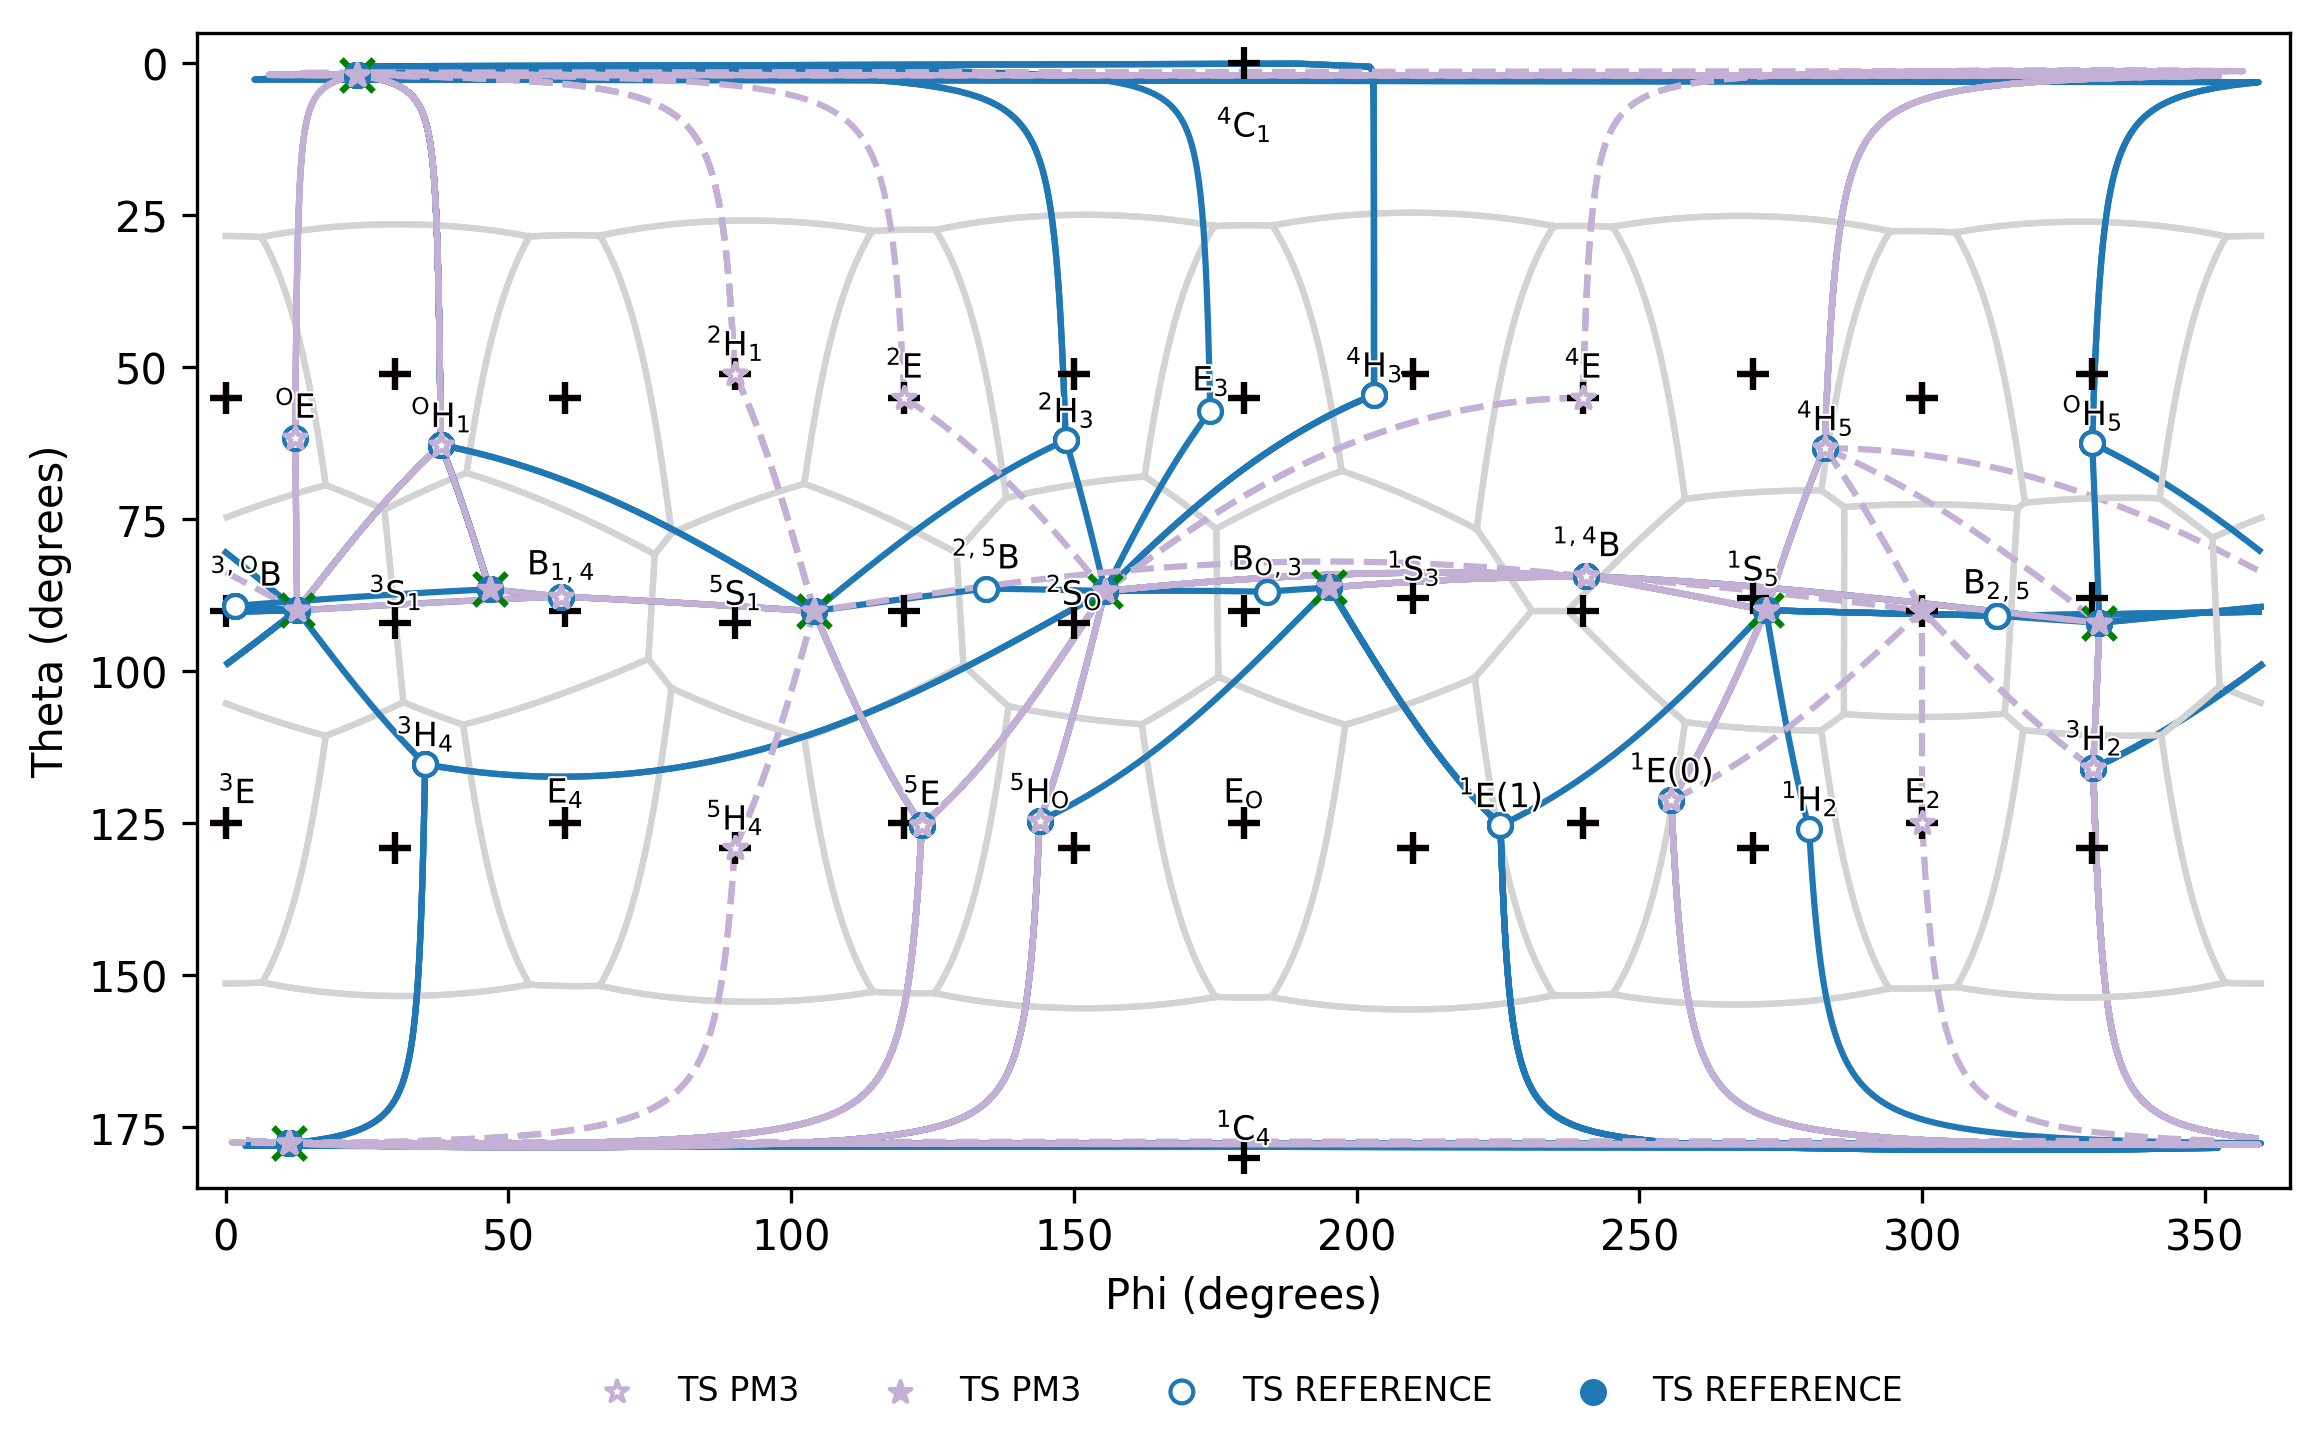 0
25
50
75
100
125
150
175
Theta (degrees)
⁴C₁
²H₁
²E
E₃
⁴H₃
⁴E
ᴼE
ᴼH₁
²H₃
⁴H₅
ᴼH₅
³,ᴼB
³S₁
B₁,₄
⁵S₁
²,⁵B
²Sₒ
Bₒ,₃
¹S₃
¹,⁴B
¹S₅
B₂,₅
³H₄
³H₂
³E
E₄
⁵H₄
⁵E
⁵Hₒ
Eₒ
¹E(1)
¹E(0)
¹H₂
E₂
¹C₄
0 50 100 150 200 250 300 350
Phi (degrees)
TS PM3 TS PM3 TS REFERENCE TS REFERENCE